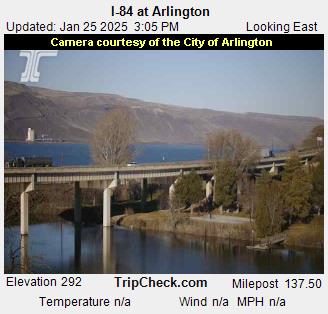 I-84 at Arlington
Updated: Jan 25 2025 3:05 PM Looking East
Camera courtesy of the City of Arlington
Elevation 292 TripCheck.com Milepost 137.50
Temperature n/a Wind n/a MPH n/a